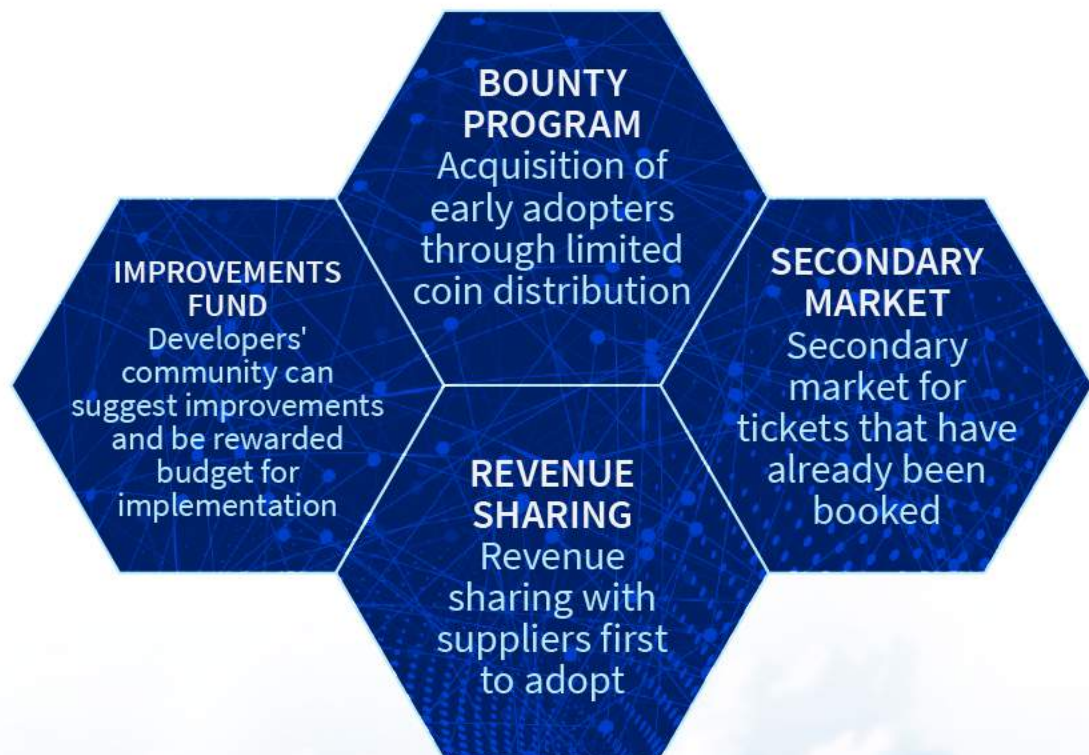 BOUNTY
PROGRAM
Acquisition of
early adopters
through limited
coin distribution
IMPROVEMENTS
FUND
Developers'
community can
suggest improvements
and be rewarded
budget for
implementation
SECONDARY
MARKET
Secondary
market for
tickets that have
already been
booked
REVENUE
SHARING
Revenue
sharing with
suppliers first
to adopt